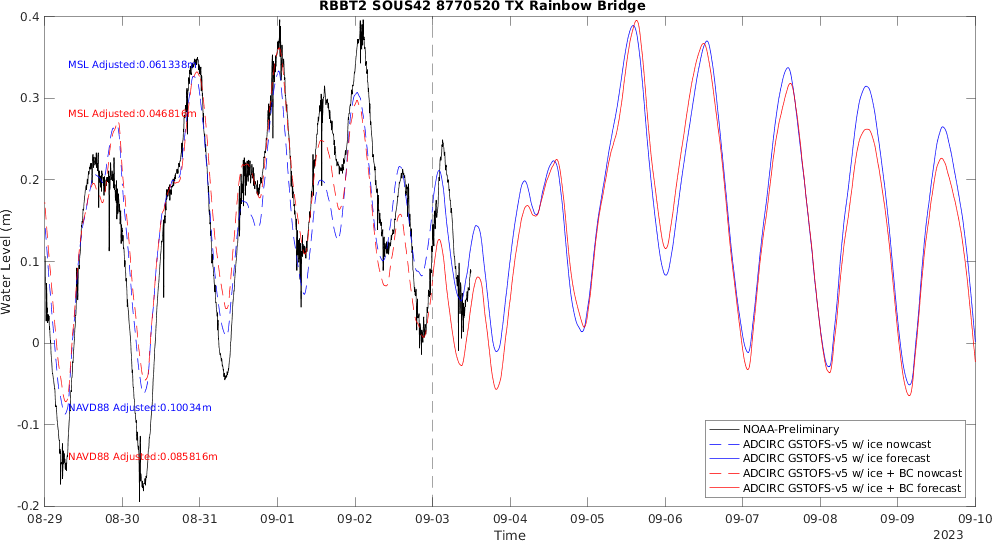 RBBT2 SOUS42 8770520 TX Rainbow Bridge
0.4
0.3
0.2
0.1
0
-0.1
-0.2
Water Level (m)
MSL Adjusted:0.061338m
MSL Adjusted:0.046816m
NAVD88 Adjusted:0.10034m
NAVD88 Adjusted:0.085816m
NOAA-Preliminary
ADCIRC GSTOFS-v5 w/ ice nowcast
ADCIRC GSTOFS-v5 w/ ice forecast
ADCIRC GSTOFS-v5 w/ ice + BC nowcast
ADCIRC GSTOFS-v5 w/ ice + BC forecast
08-29 08-30 08-31 09-01 09-02 09-03 09-04 09-05 09-06 09-07 09-08 09-09 09-10
Time
2023